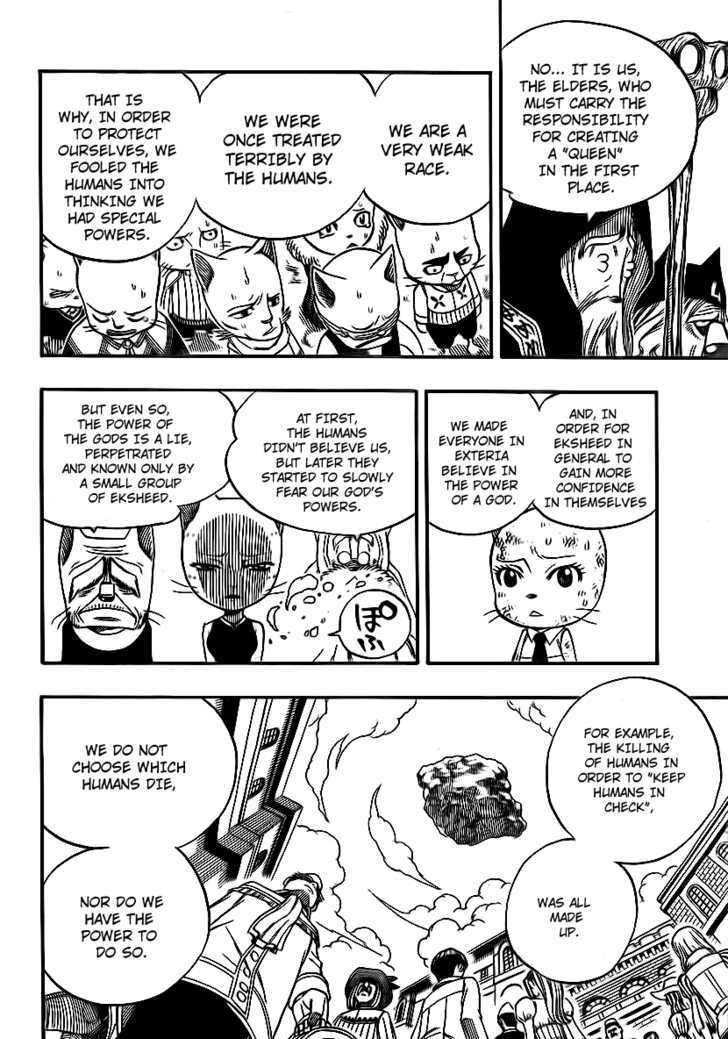 NO... IT IS US,
THE ELDERS, WHO
MUST CARRY THE
RESPONSIBILITY
FOR CREATING
A "QUEEN"
IN THE FIRST
PLACE.
WE ARE A
VERY WEAK
RACE.
WE WERE
ONCE TREATED
TERRIBLY BY
THE HUMANS.
THAT IS
WHY, IN ORDER
TO PROTECT
OURSELVES, WE
FOOLED THE
HUMANS INTO
THINKING WE
HAD SPECIAL
POWERS.
AND, IN
ORDER FOR
EKSHEED IN
GENERAL TO
GAIN MORE
CONFIDENCE
IN THEMSELVES
WE MADE
EVERYONE IN
EXTERIA
BELIEVE IN
THE POWER
OF A GOD.
AT FIRST,
THE HUMANS
DIDN'T BELIEVE US,
BUT LATER THEY
STARTED TO SLOWLY
FEAR OUR GOD'S
POWERS.
BUT EVEN SO,
THE POWER OF
THE GODS IS A LIE,
PERPETRATED
AND KNOWN ONLY BY
A SMALL GROUP
OF EKSHEED.
ぽふ
FOR EXAMPLE,
THE KILLING
OF HUMANS IN
ORDER TO "KEEP
HUMANS IN
CHECK",
WAS ALL
MADE
UP.
WE DO NOT
CHOOSE WHICH
HUMANS DIE,
NOR DO WE
HAVE THE
POWER TO
DO SO.